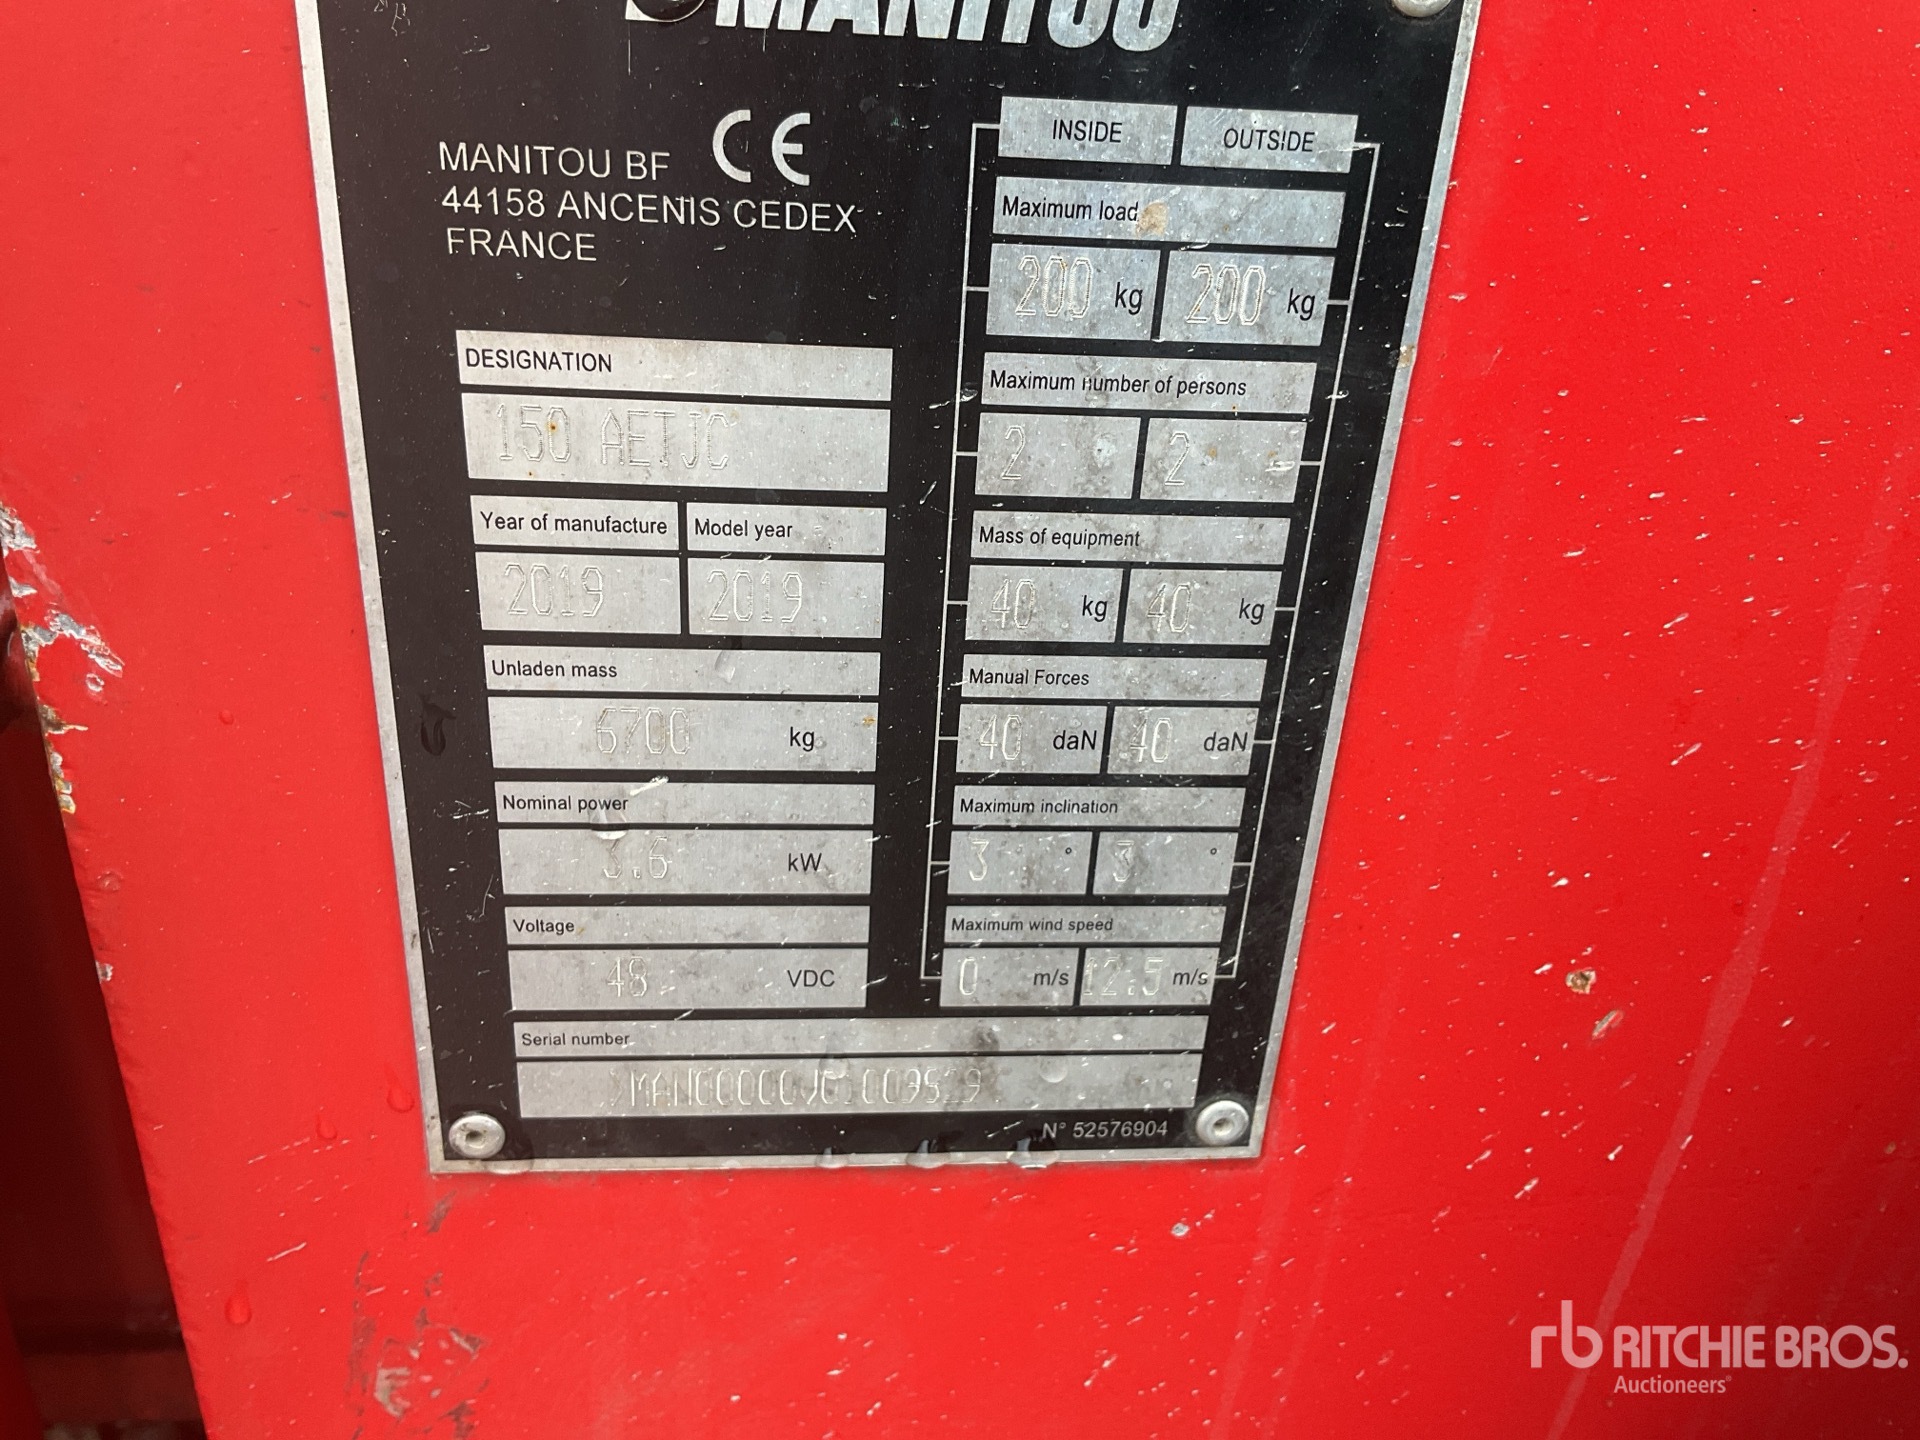 MANITOU
MANITOU BF CE
44158 ANCENIS CEDEX
FRANCE
DESIGNATION
150 AETJC
Year of manufacture Model year
2019 2019
Unladen mass
6700 kg
Nominal power
3.6 kW
Voltage
48 VDC
INSIDE OUTSIDE
Maximum load
200 kg 200 kg
Maximum number of persons
2 2
Mass of equipment
40 kg 40 kg
Manual Forces
40 daN 40 daN
Maximum inclination
3 ° 3 °
Maximum wind speed
0 m/s 12.5 m/s
Serial number
N° 52576904
rb RITCHIE BROS.
Auctioneers